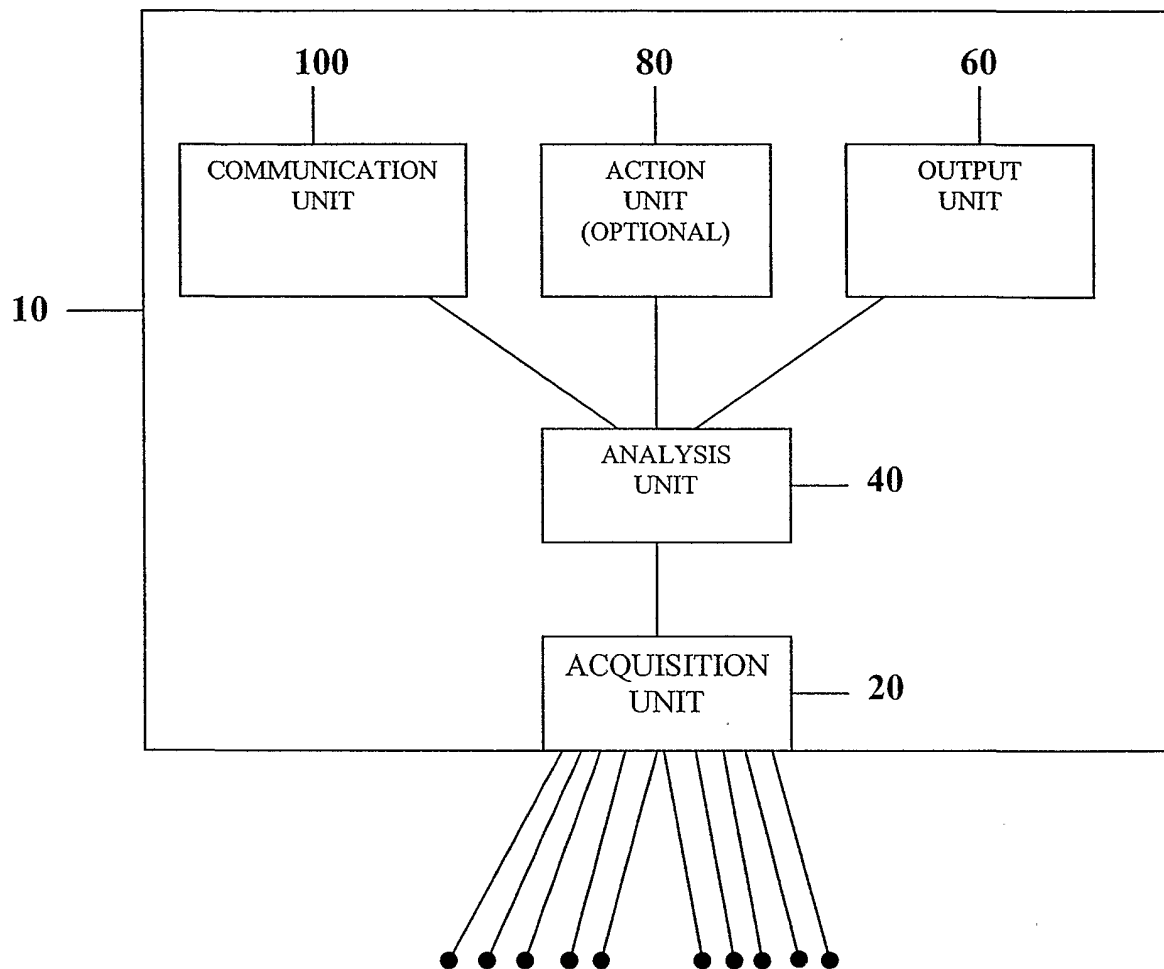 100
80
60
COMMUNICATION
UNIT
ACTION
UNIT
(OPTIONAL)
OUTPUT
UNIT
10
ANALYSIS
UNIT
40
ACQUISITION
UNIT
20